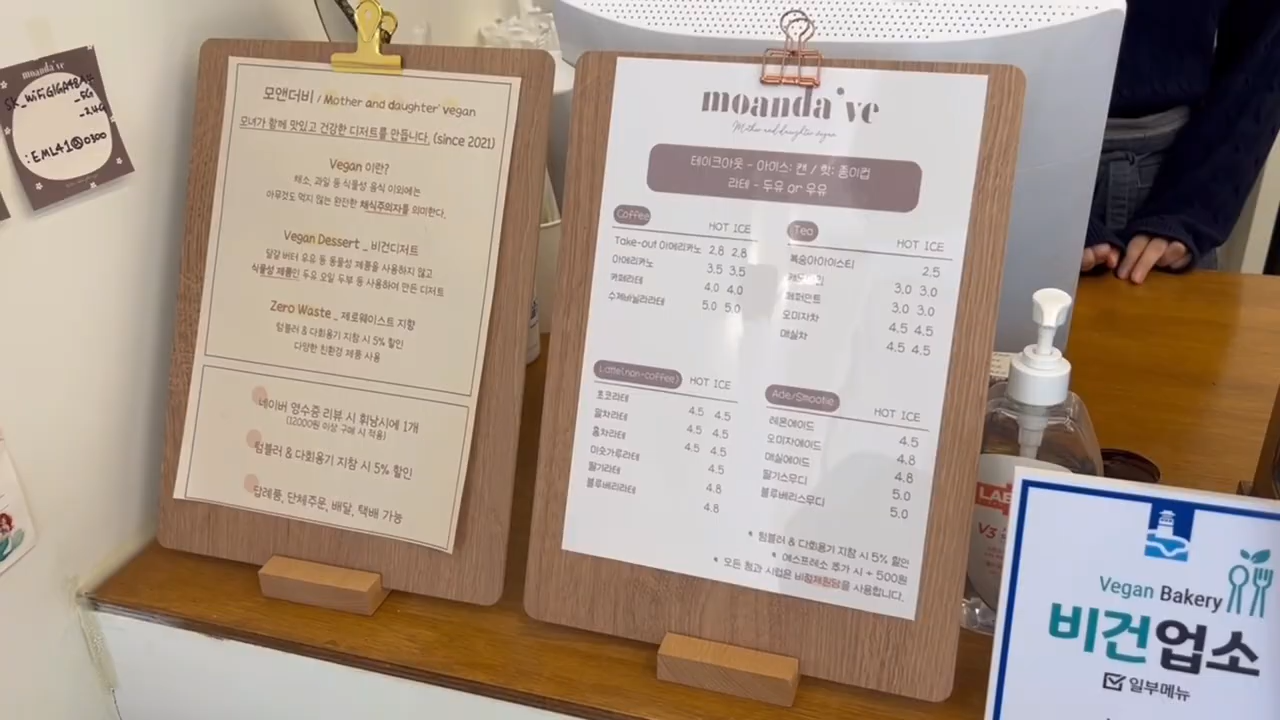 moanda've
SK_WiFiGIGA48A4
_5G
_2.4G
: EML41@0300
모앤더비 / Mother and daughter' vegan
모녀가 함께 맛있고 건강한 디저트를 만듭니다. (since 2021)
Vegan 이란?
채소, 과일 등 식물성 음식 이외에는
아무것도 먹지 않는 완전한 채식주의자를 의미한다.
Vegan Dessert _ 비건디저트
달걀 버터 우유 등 동물성 제품을 사용하지 않고
식물성 제품인 두유 오일 두부 등 사용하여 만든 디저트
Zero Waste _ 제로웨이스트 지향
텀블러 & 다회용기 지참 시 5% 할인
다양한 친환경 제품 사용
네이버 영수증 리뷰 시 휘낭시에 1개
(12000원 이상 구매 시 적용)
텀블러 & 다회용기 지참 시 5% 할인
답례품, 단체주문, 배달, 택배 가능
moanda've
Mother and daughter vegan
테이크아웃 - 아이스: 캔 / 핫: 종이컵
라테 - 두유 or 우유
Coffee HOT ICE
Take-out 아메리카노 2.8 2.8
아메리카노 3.5 3.5
카페라테 4.0 4.0
수제바닐라라테 5.0 5.0
Tea HOT ICE
복숭아아이스티 2.5
3.0 3.0
페퍼민트 3.0 3.0
오미자차 4.5 4.5
매실차 4.5 4.5
Latte(non-coffee) HOT ICE
초코라테 4.5 4.5
말차라테 4.5 4.5
홍차라테 4.5 4.5
미숫가루라테 4.5
딸기라테 4.8
블루베리라테 4.8
Ade/Smootie HOT ICE
레몬에이드 4.5
오미자에이드 4.8
매실에이드 4.8
딸기스무디 5.0
블루베리스무디 5.0
* 텀블러 & 다회용기 지참 시 5% 할인
* 에스프레소 추가 시 + 500원
* 모든 청과 시럽은 비정제원당을 사용합니다.
LAB
V3
Vegan Bakery
비건업소
일부메뉴